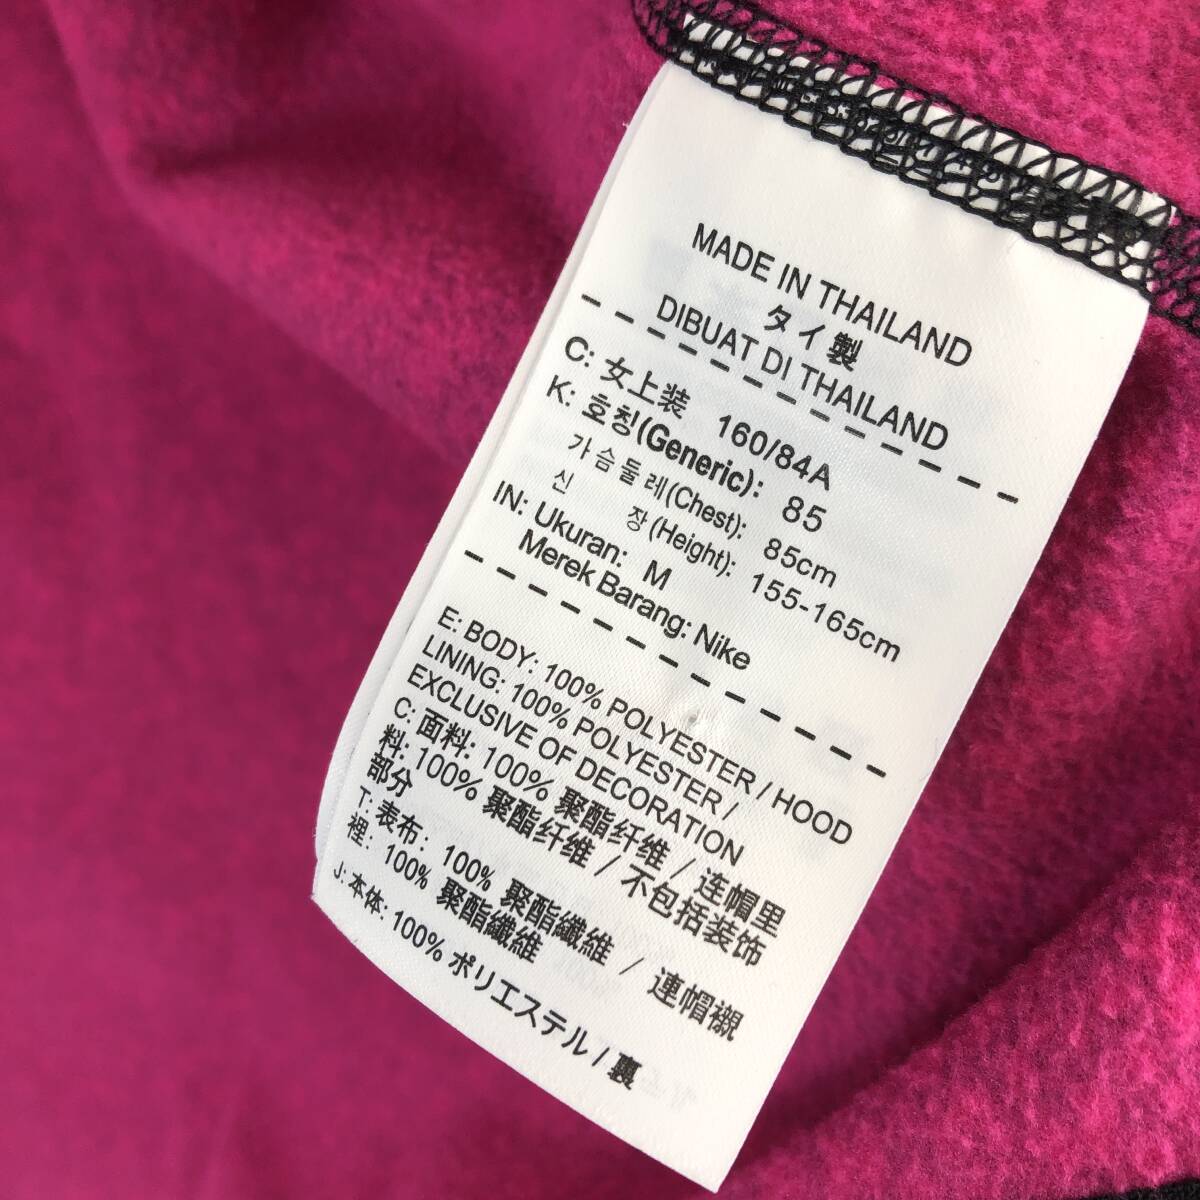 MADE IN THAILAND
タイ製
DIBUAT DI THAILAND
C: 女上装 160/84A
K: 호칭(Generic): 85
가슴둘레(Chest): 85cm
신 장(Height): 155-165cm
IN: Ukuran: M
Merek Barang: Nike
E: BODY: 100% POLYESTER / HOOD
LINING: 100% POLYESTER /
EXCLUSIVE OF DECORATION
C: 面料: 100% 聚酯纤维 / 连帽里
料: 100% 聚酯纤维 / 不包括装饰
部分
T: 表布: 100% 聚酯纖維 / 連帽襯
裡: 100% 聚酯纖維
J: 本体: 100% ポリエステル / 裏